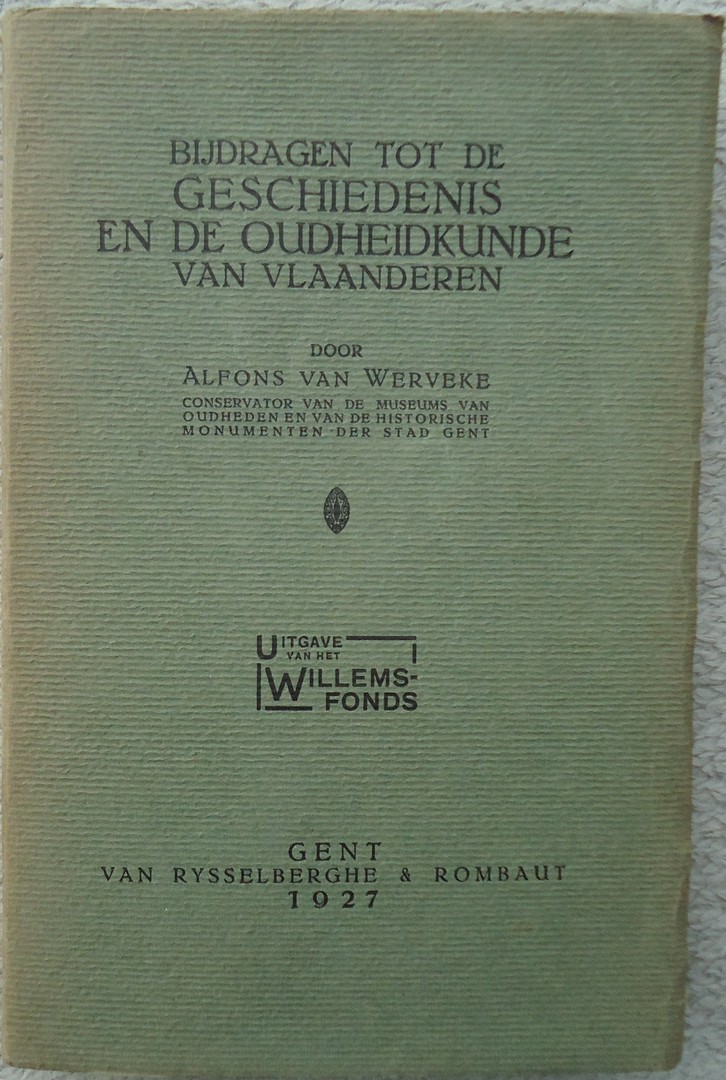 BIJDRAGEN TOT DE
GESCHIEDENIS
EN DE OUDHEIDKUNDE
VAN VLAANDEREN
DOOR
ALFONS VAN WERVEKE
CONSERVATOR VAN DE MUSEUMS VAN
OUDHEDEN EN VAN DE HISTORISCHE
MONUMENTEN DER STAD GENT
UITGAVE
VAN HET
WILLEMS-
FONDS
GENT
VAN RYSSELBERGHE & ROMBAUT
1927